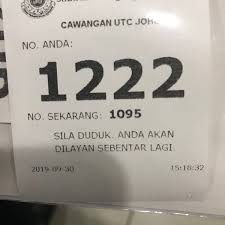 CAWANGAN UTC JOHO
NO. ANDA:
1222
NO. SEKARANG: 1095
SILA DUDUK. ANDA AKAN
DILAYAN SEBENTAR LAGI.
2019-09-30
15:18:32